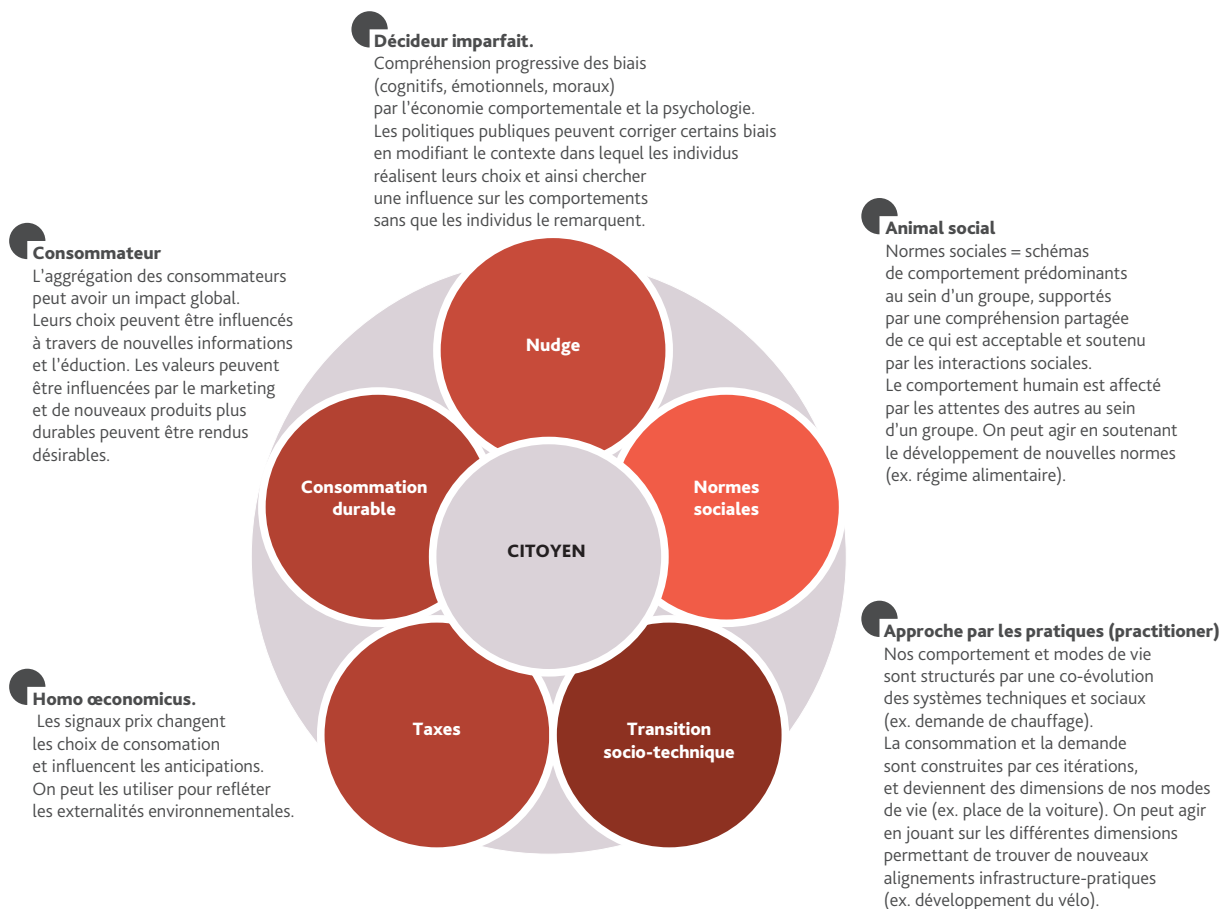 Décideur imparfait.
Compréhension progressive des biais
(cognitifs, émotionnels, moraux)
par l'économie comportementale et la psychologie.
Les politiques publiques peuvent corriger certains biais
en modifiant le contexte dans lequel les individus
réalisent leurs choix et ainsi chercher
une influence sur les comportements
sans que les individus le remarquent.
Consommateur
L'aggrégation des consommateurs
peut avoir un impact global.
Leurs choix peuvent être influencés
à travers de nouvelles informations
et l'éduction. Les valeurs peuvent
être influencées par le marketing
et de nouveaux produits plus
durables peuvent être rendus
désirables.
Animal social
Normes sociales = schémas
de comportement prédominants
au sein d'un groupe, supportés
par une compréhension partagée
de ce qui est acceptable et soutenu
par les interactions sociales.
Le comportement humain est affecté
par les attentes des autres au sein
d'un groupe. On peut agir en soutenant
le développement de nouvelles normes
(ex. régime alimentaire).
Nudge
Consommation
durable
Normes
sociales
CITOYEN
Taxes
Transition
socio-technique
Homo œconomicus.
Les signaux prix changent
les choix de consomation
et influencent les anticipations.
On peut les utiliser pour refléter
les externalités environnementales.
Approche par les pratiques (practitioner)
Nos comportement et modes de vie
sont structurés par une co-évolution
des systèmes techniques et sociaux
(ex. demande de chauffage).
La consommation et la demande
sont construites par ces itérations,
et deviennent des dimensions de nos modes
de vie (ex. place de la voiture). On peut agir
en jouant sur les différentes dimensions
permettant de trouver de nouveaux
alignements infrastructure-pratiques
(ex. développement du vélo).